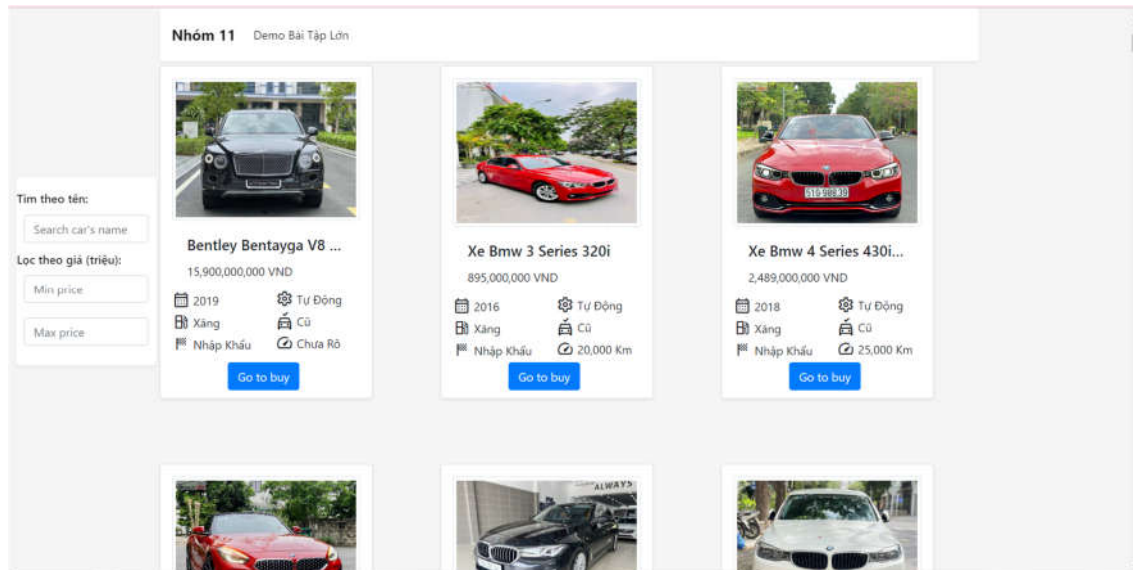 Nhóm 11 Demo Bài Tập Lớn
Tìm theo tên:
Search car's name
Lọc theo giá (triệu):
Min price
Max price
Bentley Bentayga V8 ...
15,900,000,000 VND
2019 Tự Động
Xăng Cũ
Nhập Khẩu Chưa Rõ
Go to buy
Xe Bmw 3 Series 320i
895,000,000 VND
2016 Tự Động
Xăng Cũ
Nhập Khẩu 20,000 Km
Go to buy
51G-988.39
Xe Bmw 4 Series 430i...
2,489,000,000 VND
2018 Tự Động
Xăng Cũ
Nhập Khẩu 25,000 Km
Go to buy
ALWAYS